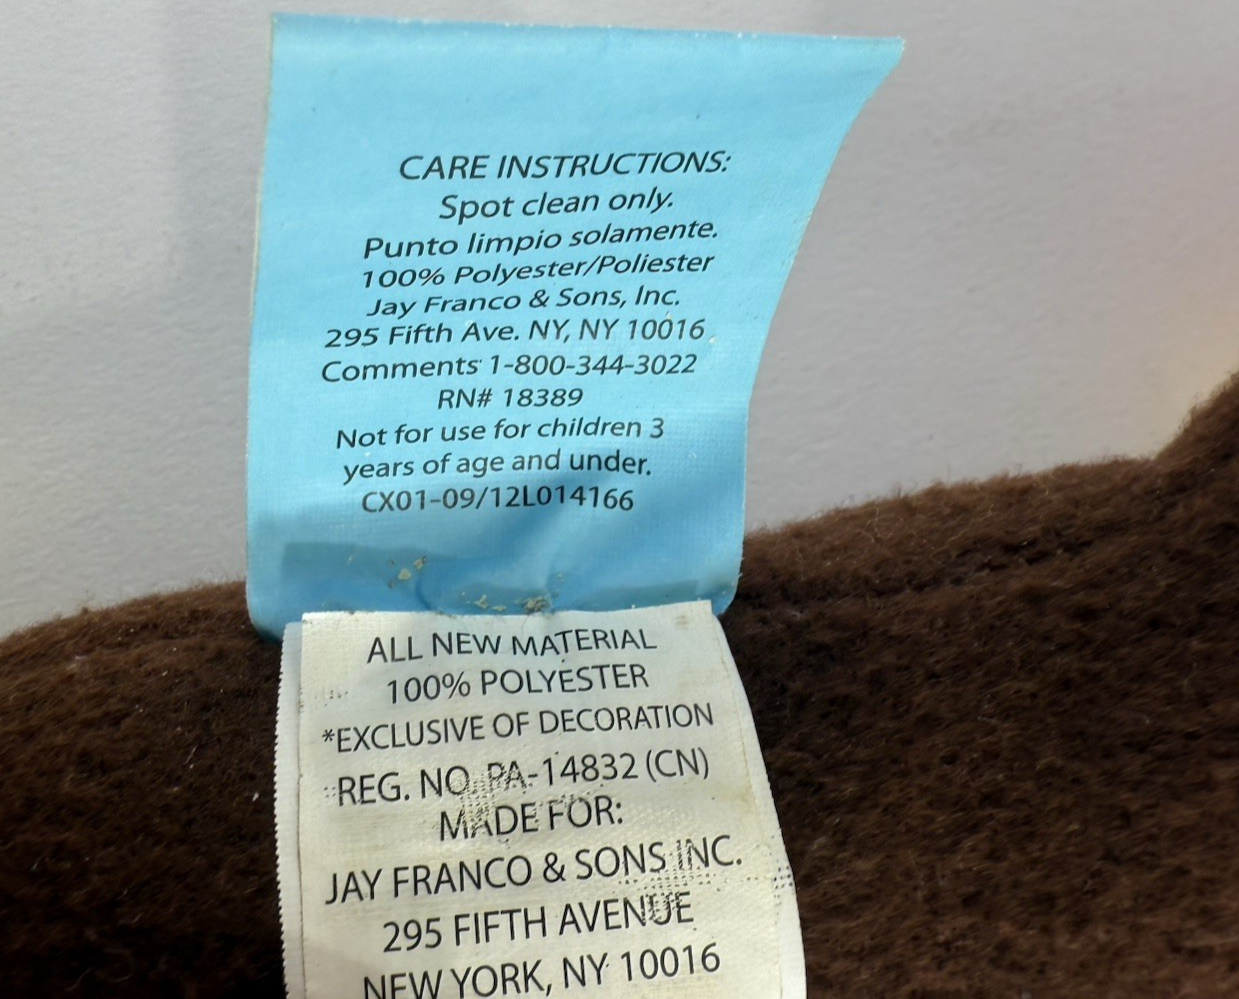 CARE INSTRUCTIONS:
Spot clean only.
Punto limpio solamente.
100% Polyester/Poliester
Jay Franco & Sons, Inc.
295 Fifth Ave. NY, NY 10016
Comments 1-800-344-3022
RN# 18389
Not for use for children 3
years of age and under.
CX01-09/12L014166
ALL NEW MATERIAL
100% POLYESTER
*EXCLUSIVE OF DECORATION
REG. NO. PA-14832 (CN)
MADE FOR:
JAY FRANCO & SONS INC.
295 FIFTH AVENUE
NEW YORK, NY 10016